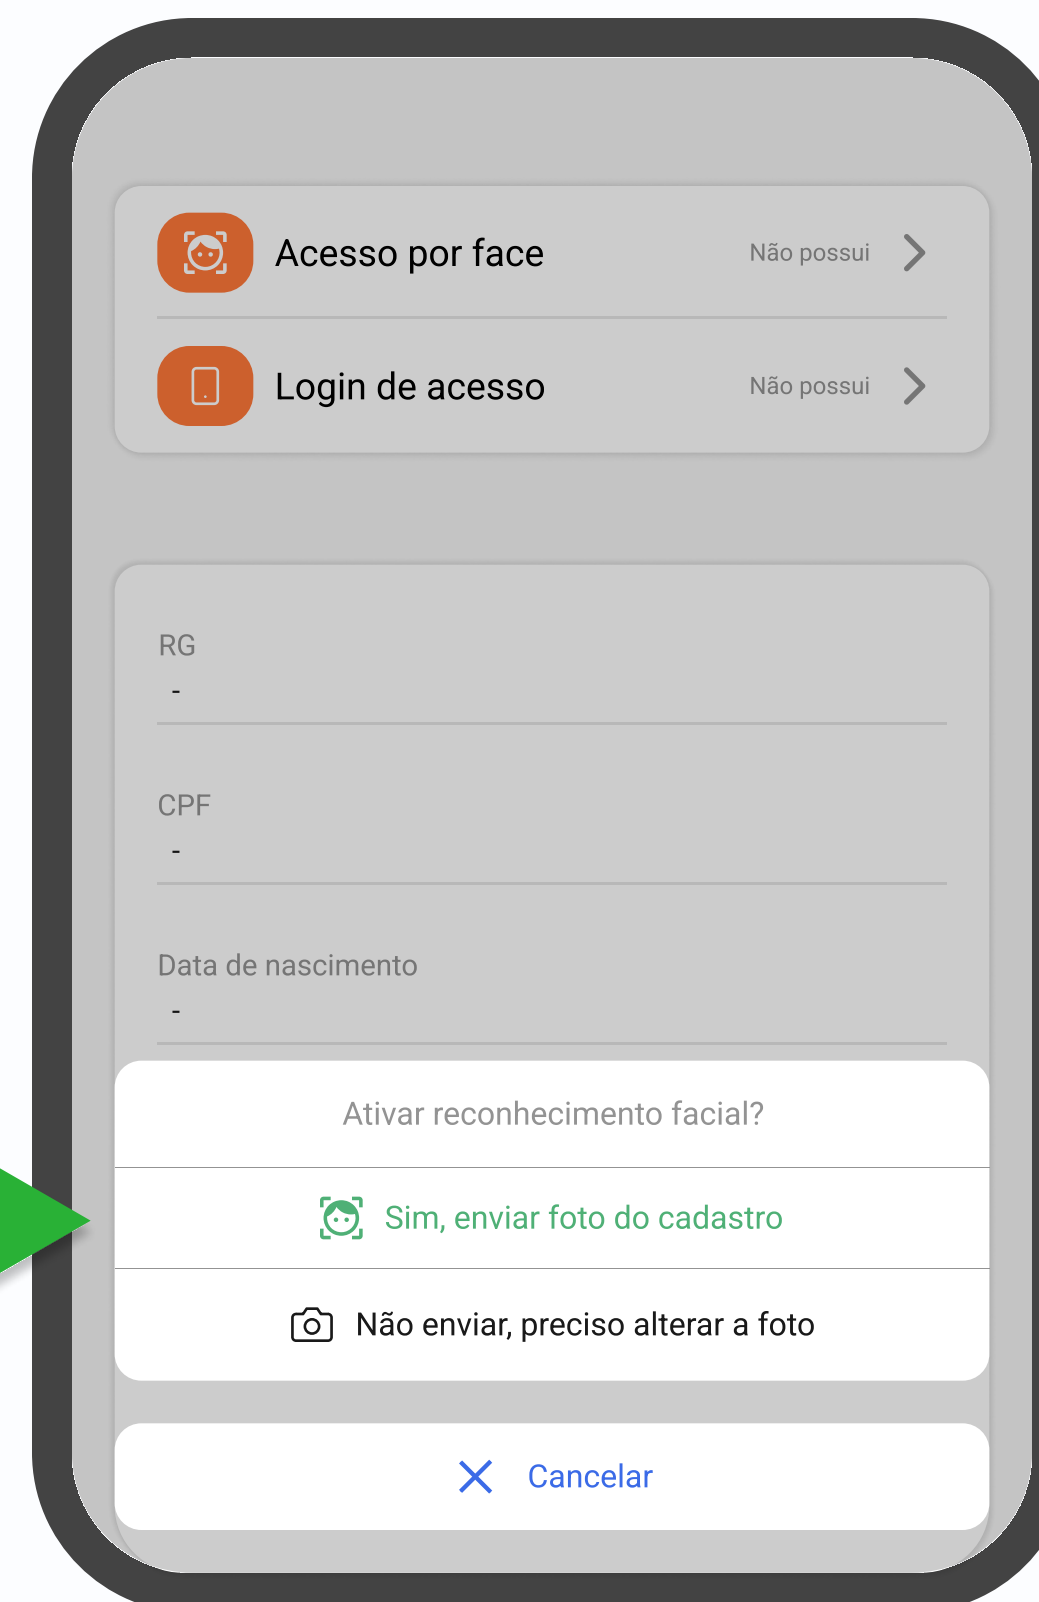 Acesso por face Não possui
Login de acesso Não possui
RG
-
CPF
-
Data de nascimento
-
Ativar reconhecimento facial?
Sim, enviar foto do cadastro
Não enviar, preciso alterar a foto
Cancelar